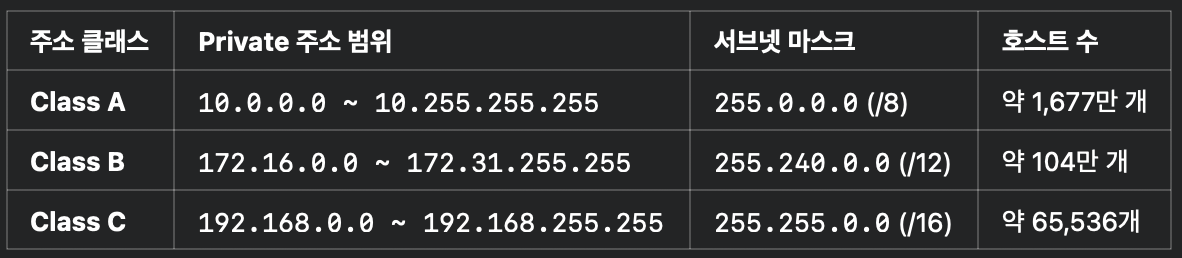 주소 클래스 Private 주소 범위 서브넷 마스크 호스트 수
Class A 10.0.0.0 ~ 10.255.255.255 255.0.0.0 (/8) 약 1,677만 개
Class B 172.16.0.0 ~ 172.31.255.255 255.240.0.0 (/12) 약 104만 개
Class C 192.168.0.0 ~ 192.168.255.255 255.255.0.0 (/16) 약 65,536개